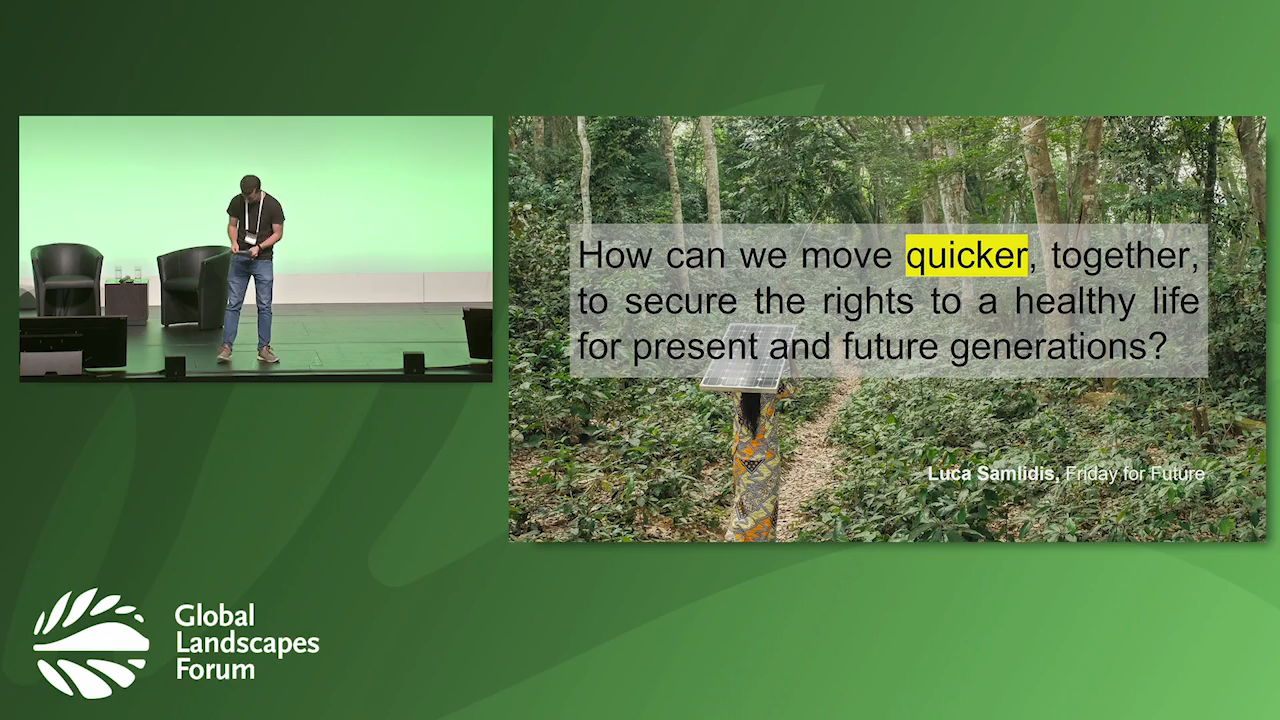 How can we move quicker, together,
to secure the rights to a healthy life
for present and future generations?
Luca Samlidis, Friday for Future
Global
Landscapes
Forum